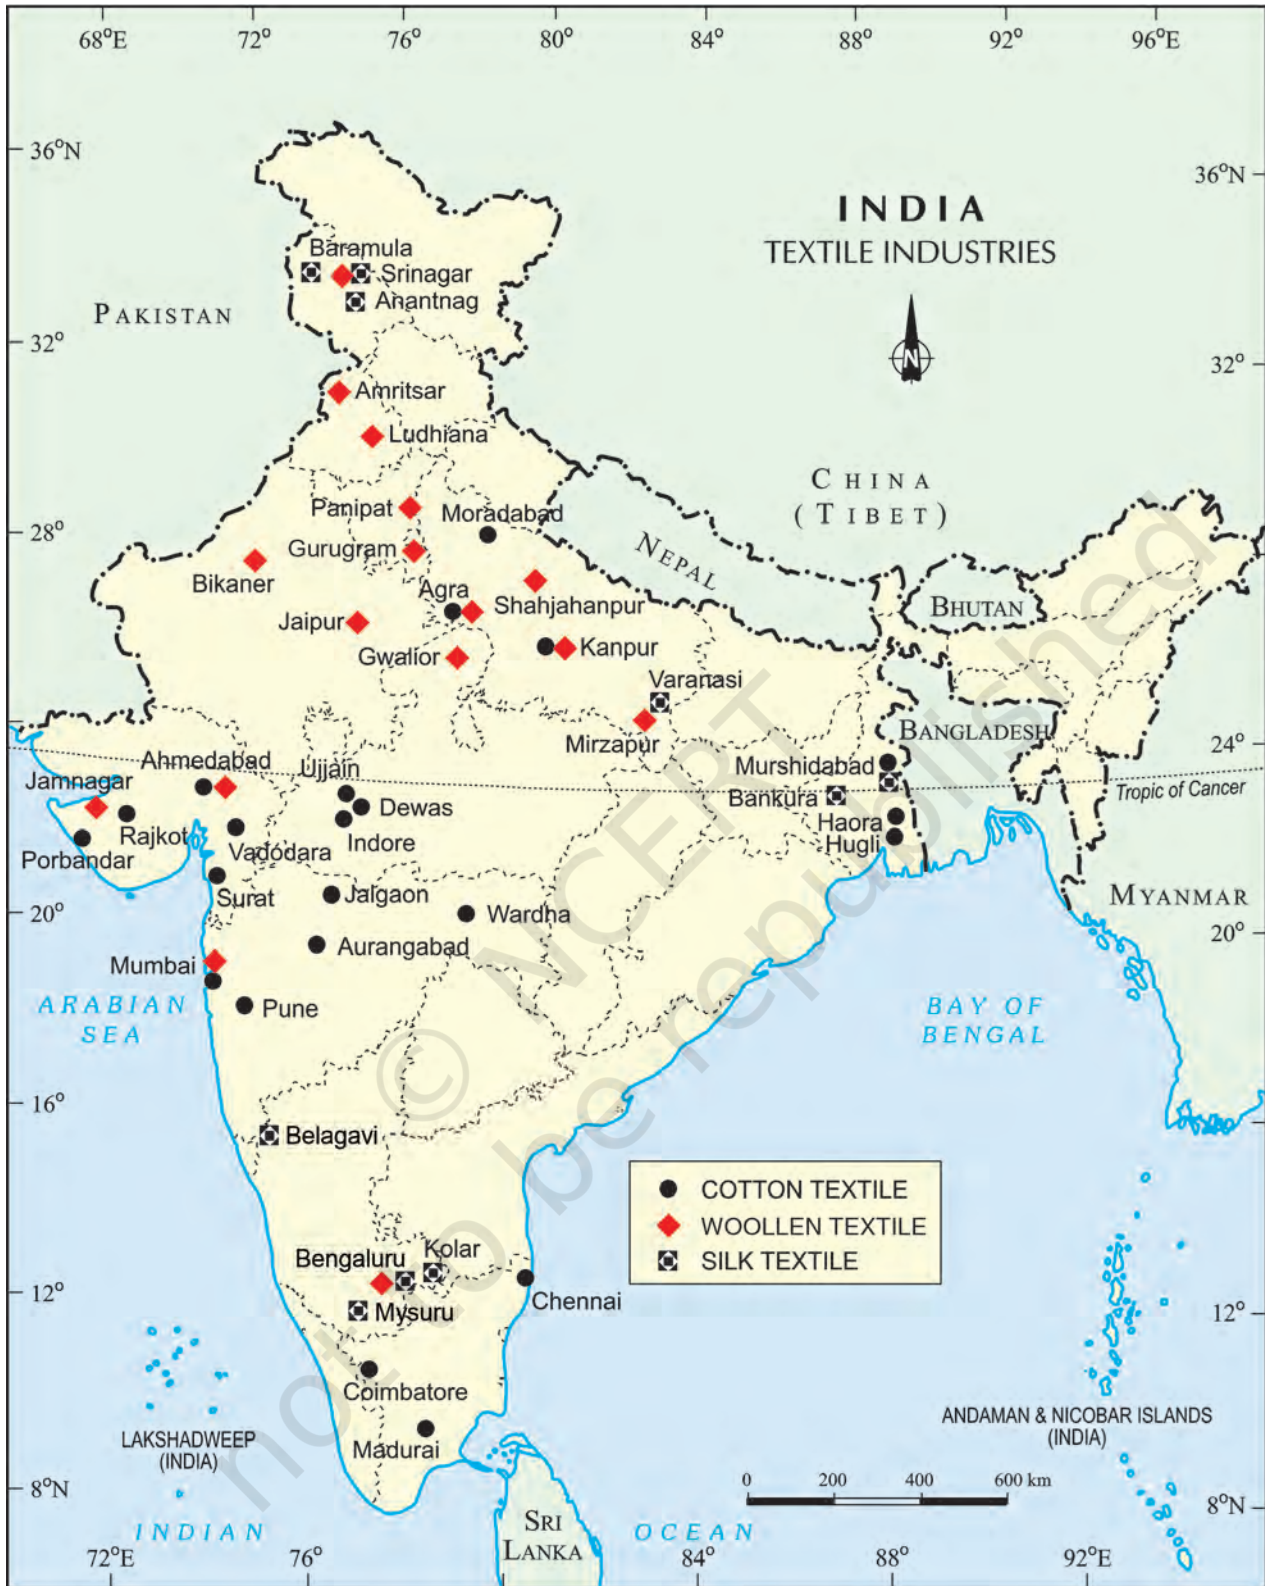 68°E 72° 76° 80° 84° 88° 92° 96°E
36°N
36°N
INDIA
TEXTILE INDUSTRIES
N
Baramula
Srinagar
Anantnag
PAKISTAN
32°
32°
Amritsar
Ludhiana
CHINA
(TIBET)
Panipat
Moradabad
28°
Gurugram
NEPAL
Bikaner
Agra
Shahjahanpur
BHUTAN
Jaipur
Gwalior
Kanpur
Varanasi
Mirzapur
BANGLADESH
24°
Ahmedabad
Ujjain
Murshidabad
Jamnagar
Dewas
Bankura
Tropic of Cancer
Rajkot
Indore
Haora
Porbandar
Vadodara
Hugli
Surat
Jalgaon
MYANMAR
20°
Wardha
20°
Aurangabad
Mumbai
Pune
ARABIAN
SEA
BAY OF
BENGAL
16°
Belagavi
COTTON TEXTILE
WOOLLEN TEXTILE
SILK TEXTILE
Bengaluru
Kolar
12°
Chennai
12°
Mysuru
Coimbatore
Madurai
LAKSHADWEEP
(INDIA)
ANDAMAN & NICOBAR ISLANDS
(INDIA)
8°N
0 200 400 600 km
8°N
INDIAN
OCEAN
SRI
LANKA
72°E 76° 84° 88° 92°E
© NCERT
not to be republished